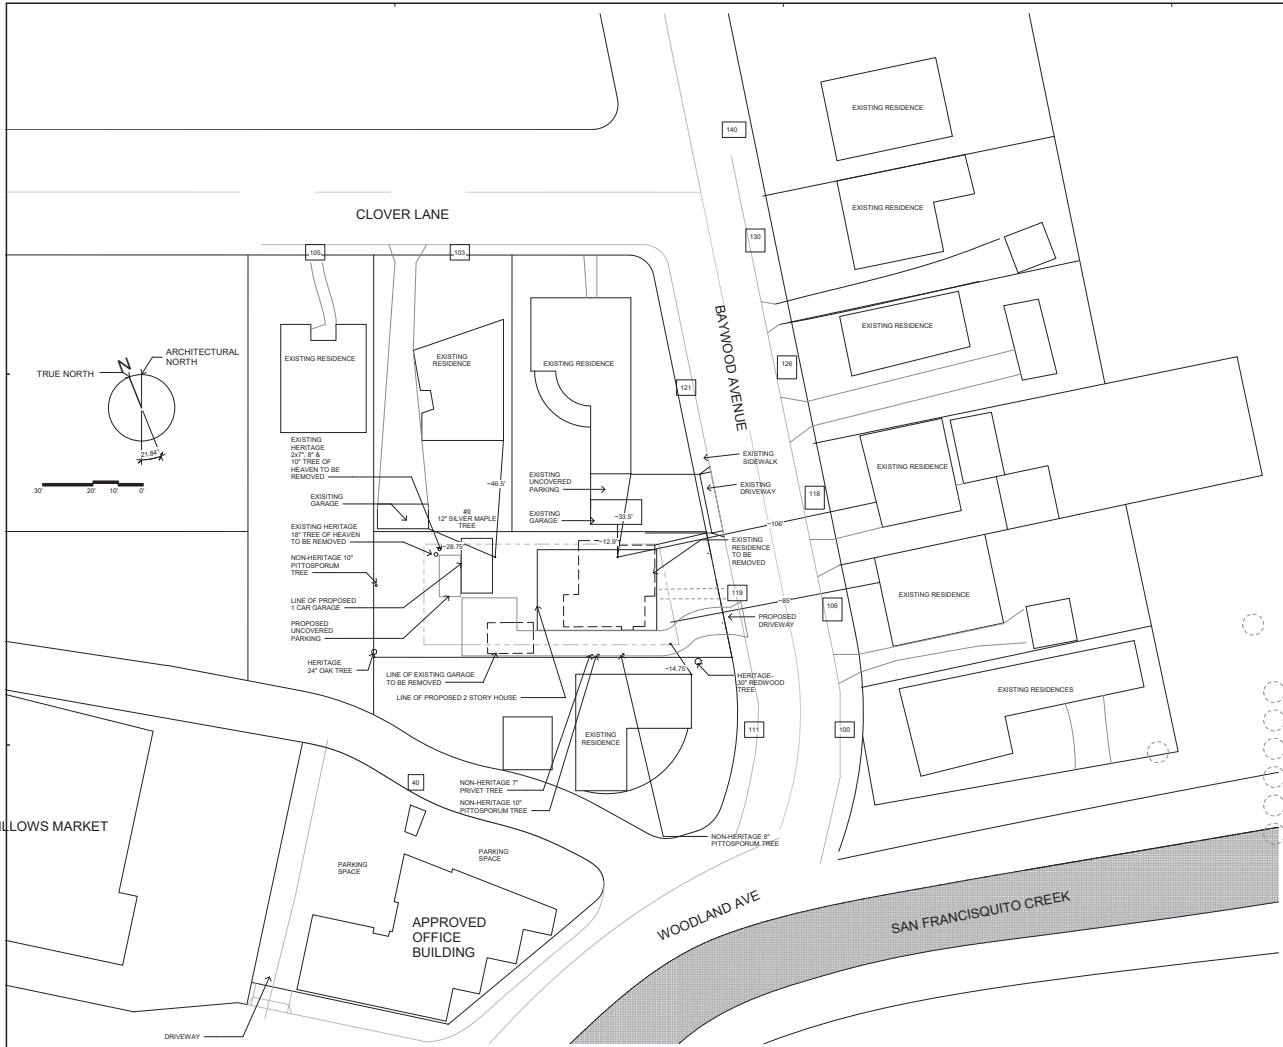 EXISTING RESIDENCE
140
EXISTING RESIDENCE
CLOVER LANE
130
105
103
BAYWOOD AVENUE
EXISTING RESIDENCE
ARCHITECTURAL
NORTH
N
TRUE NORTH
21.84°
30'
20'
10'
0'
EXISTING RESIDENCE
EXISTING
RESIDENCE
EXISTING RESIDENCE
126
121
EXISTING
HERITAGE
2x7", 8" &
10" TREE OF
HEAVEN TO BE
REMOVED
EXISITING
GARAGE
EXISTING HERITAGE
18" TREE OF HEAVEN
TO BE REMOVED
NON-HERITAGE 10"
PITTOSPORUM
TREE
LINE OF PROPOSED
1 CAR GARAGE
PROPOSED
UNCOVERED
PARKING
HERITAGE
24" OAK TREE
#9
12" SILVER MAPLE
TREE
~46.5'
EXISTING
UNCOVERED
PARKING
EXISTING
GARAGE
~33.5'
~12.9'
~28.75'
EXISTING
SIDEWALK
EXISTING
DRIVEWAY
EXISTING RESIDENCE
118
~106'
EXISTING
RESIDENCE
TO BE
REMOVED
119
~85'
PROPOSED
DRIVEWAY
EXISTING RESIDENCE
106
LINE OF EXISTING GARAGE
TO BE REMOVED
LINE OF PROPOSED 2 STORY HOUSE
~14.75'
HERITAGE-
30" REDWOOD
TREE
EXISTING RESIDENCES
EXISTING
RESIDENCE
111
100
40
NON-HERITAGE 7"
PRIVET TREE
NON-HERITAGE 10"
PITTOSPORUM TREE
NON-HERITAGE 8"
PITTOSPORUM TREE
ILLOWS MARKET
PARKING
SPACE
PARKING
SPACE
APPROVED
OFFICE
BUILDING
WOODLAND AVE
SAN FRANCISQUITO CREEK
DRIVEWAY